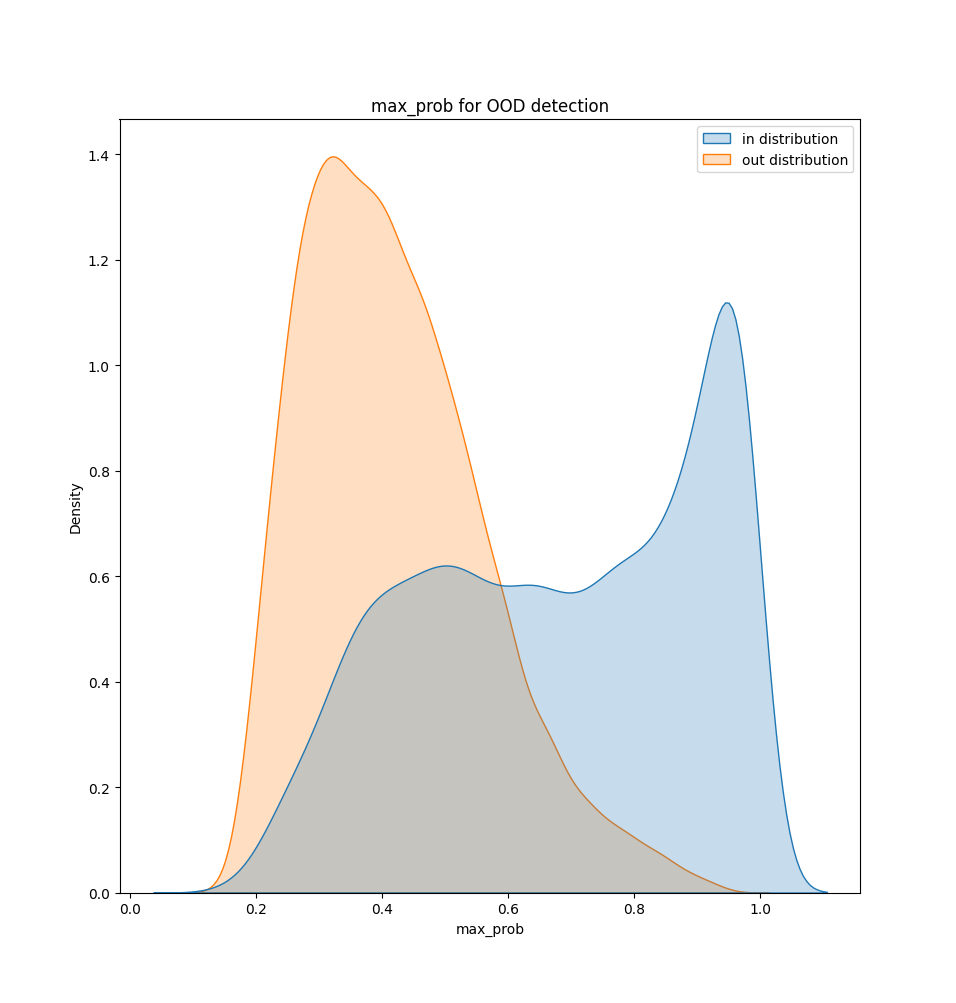 max_prob for OOD detection
in distribution
out distribution
1.4
1.2
1.0
0.8
0.6
0.4
0.2
0.0
Density
0.0 0.2 0.4 0.6 0.8 1.0
max_prob